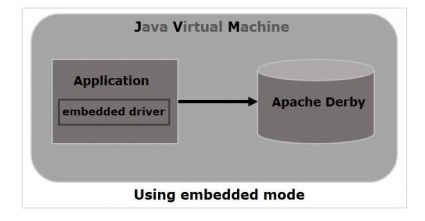 Java Virtual Machine
Application
embedded driver
Apache Derby
Using embedded mode